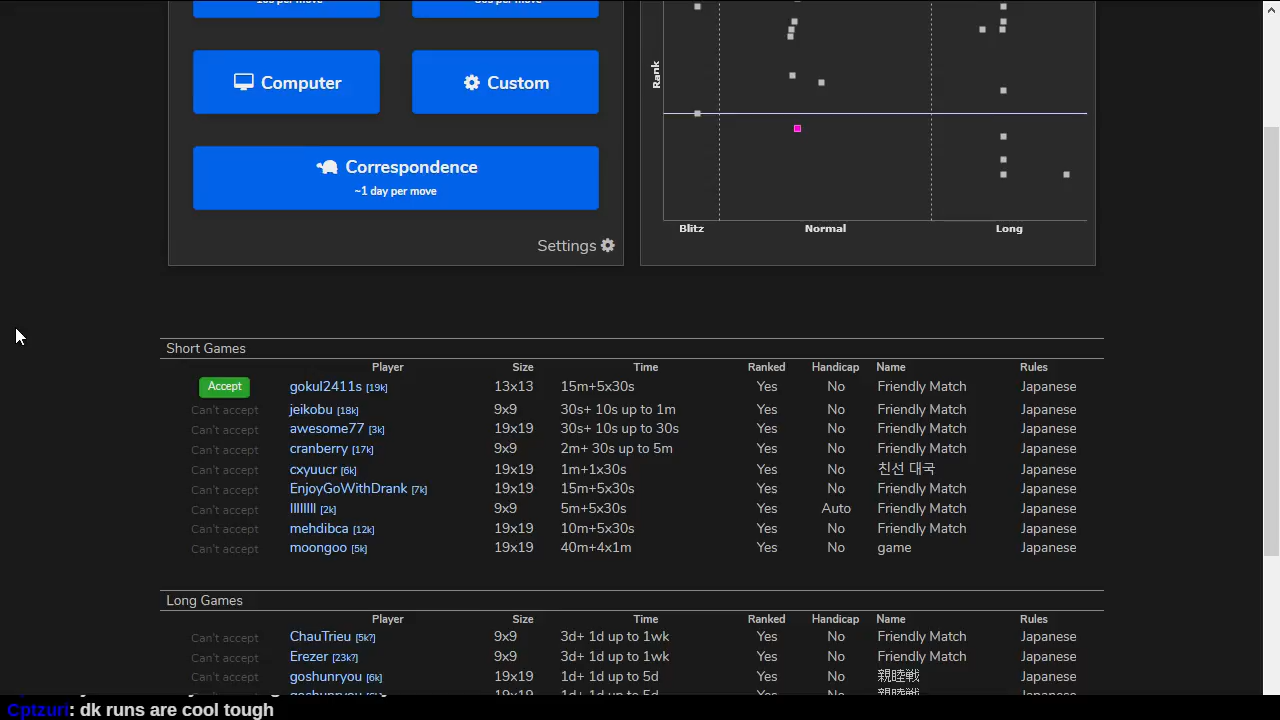 Computer
Custom
Correspondence
~1 day per move
Settings
Rank
Blitz Normal Long
Short Games
Player Size Time Ranked Handicap Name Rules
Accept gokul2411s [19k] 13x13 15m+5x30s Yes No Friendly Match Japanese
Can't accept jeikobu [18k] 9x9 30s+ 10s up to 1m Yes No Friendly Match Japanese
Can't accept awesome77 [3k] 19x19 30s+ 10s up to 30s Yes No Friendly Match Japanese
Can't accept cranberry [17k] 9x9 2m+ 30s up to 5m Yes No Friendly Match Japanese
Can't accept cxyuucr [6k] 19x19 1m+1x30s Yes No 친선 대국 Japanese
Can't accept EnjoyGoWithDrank [7k] 19x19 15m+5x30s Yes No Friendly Match Japanese
Can't accept [2k] 9x9 5m+5x30s Yes Auto Friendly Match Japanese
Can't accept mehdibca [12k] 19x19 10m+5x30s Yes No Friendly Match Japanese
Can't accept moongoo [5k] 19x19 40m+4x1m Yes No game Japanese
Long Games
Player Size Time Ranked Handicap Name Rules
Can't accept ChauTrieu [5k?] 9x9 3d+ 1d up to 1wk Yes No Friendly Match Japanese
Can't accept Erezer [23k?] 9x9 3d+ 1d up to 1wk Yes No Friendly Match Japanese
Can't accept goshunryou [6k] 19x19 1d+ 1d up to 5d Yes No 親睦戦 Japanese
Cptzuri: dk runs are cool tough